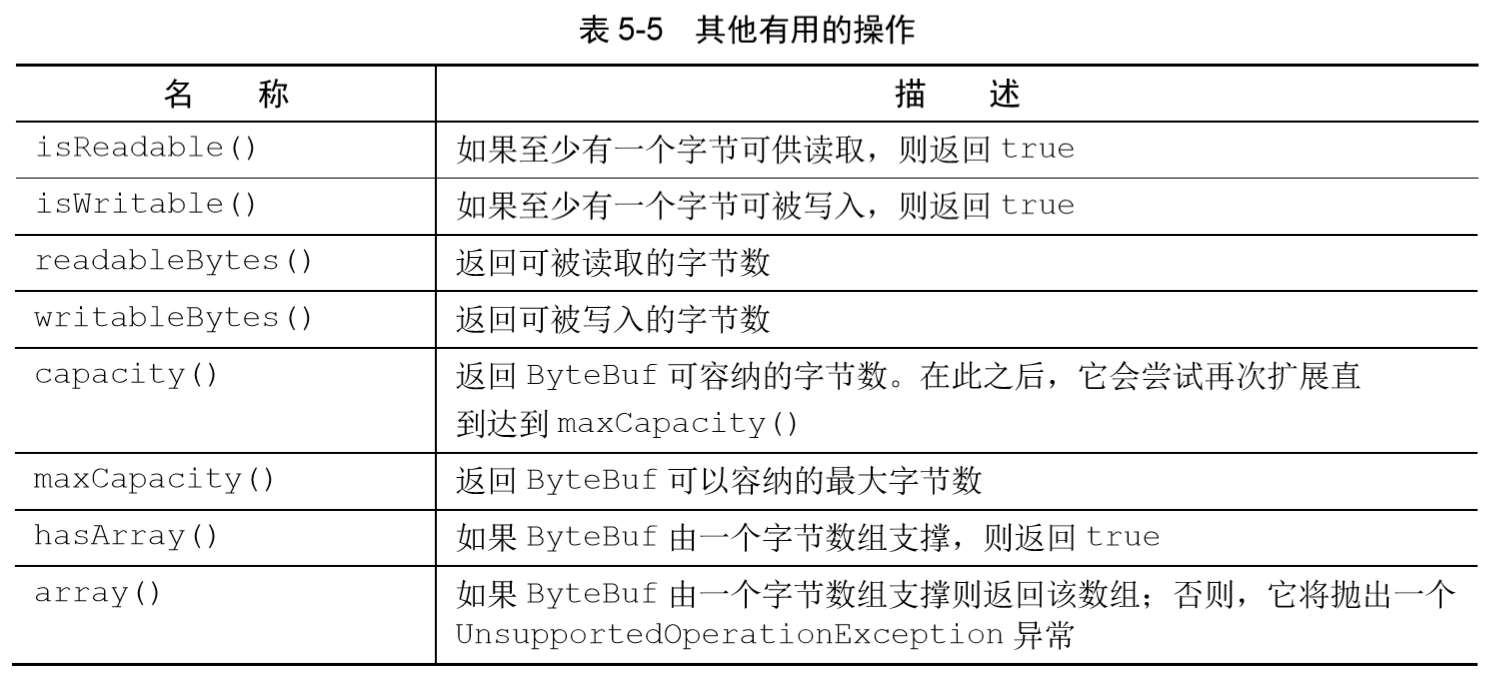 表 5-5 其他有用的操作
名 称 描 述
isReadable() 如果至少有一个字节可供读取，则返回 true
isWritable() 如果至少有一个字节可被写入，则返回 true
readableBytes() 返回可被读取的字节数
writableBytes() 返回可被写入的字节数
capacity() 返回 ByteBuf 可容纳的字节数。在此之后，它会尝试再次扩展直
到达到 maxCapacity()
maxCapacity() 返回 ByteBuf 可以容纳的最大字节数
hasArray() 如果 ByteBuf 由一个字节数组支撑，则返回 true
array() 如果 ByteBuf 由一个字节数组支撑则返回该数组；否则，它将抛出一个
UnsupportedOperationException 异常